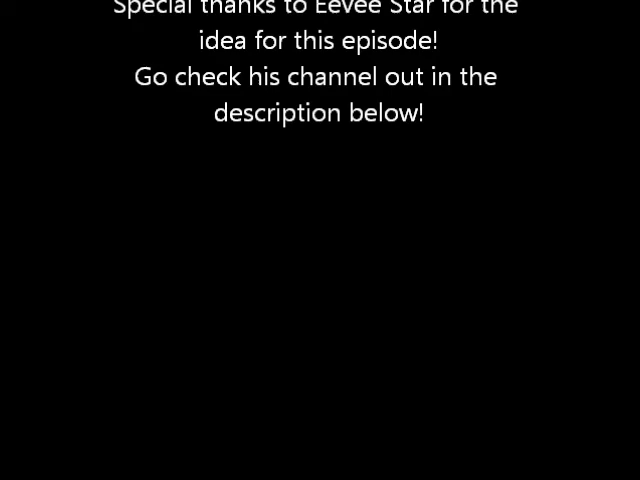 Special thanks to Eevee Star for the
idea for this episode!
Go check his channel out in the
description below!